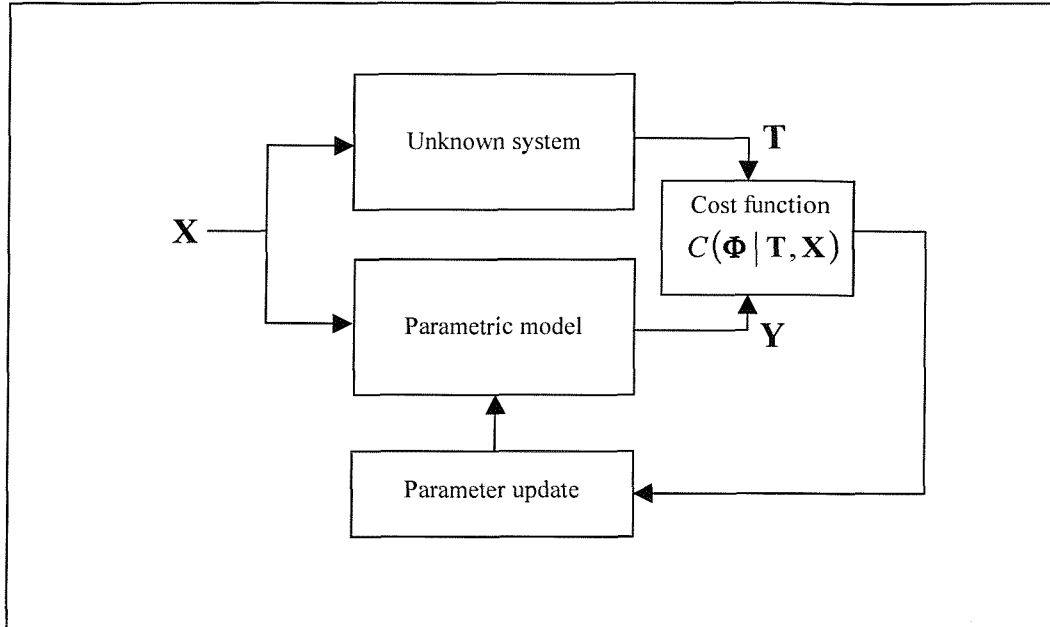 Unknown system
T
Cost function
C(Φ | T, X)
X
Parametric model
Y
Parameter update